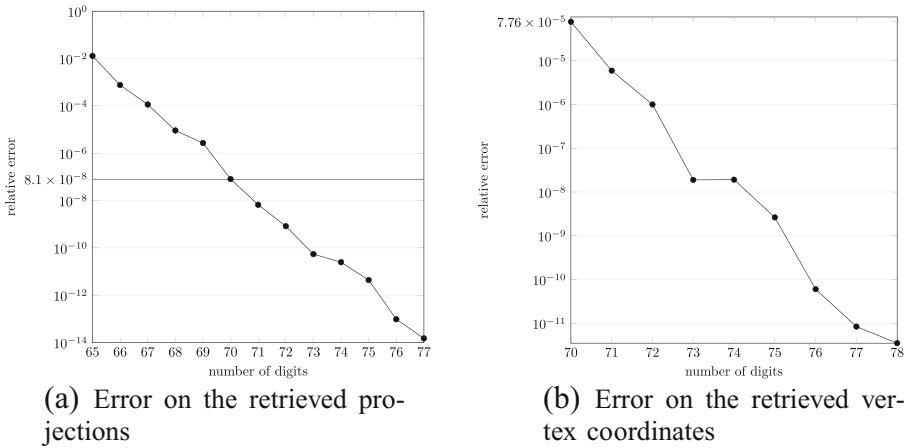 10^0
10^-2
10^-4
10^-6
8.1 × 10^-8
10^-8
10^-10
10^-12
10^-14
relative error
65 66 67 68 69 70 71 72 73 74 75 76 77
number of digits
(a) Error on the retrieved pro-
jections
7.76 × 10^-5
10^-5
10^-6
10^-7
10^-8
10^-9
10^-10
10^-11
relative error
70 71 72 73 74 75 76 77 78
number of digits
(b) Error on the retrieved ver-
tex coordinates